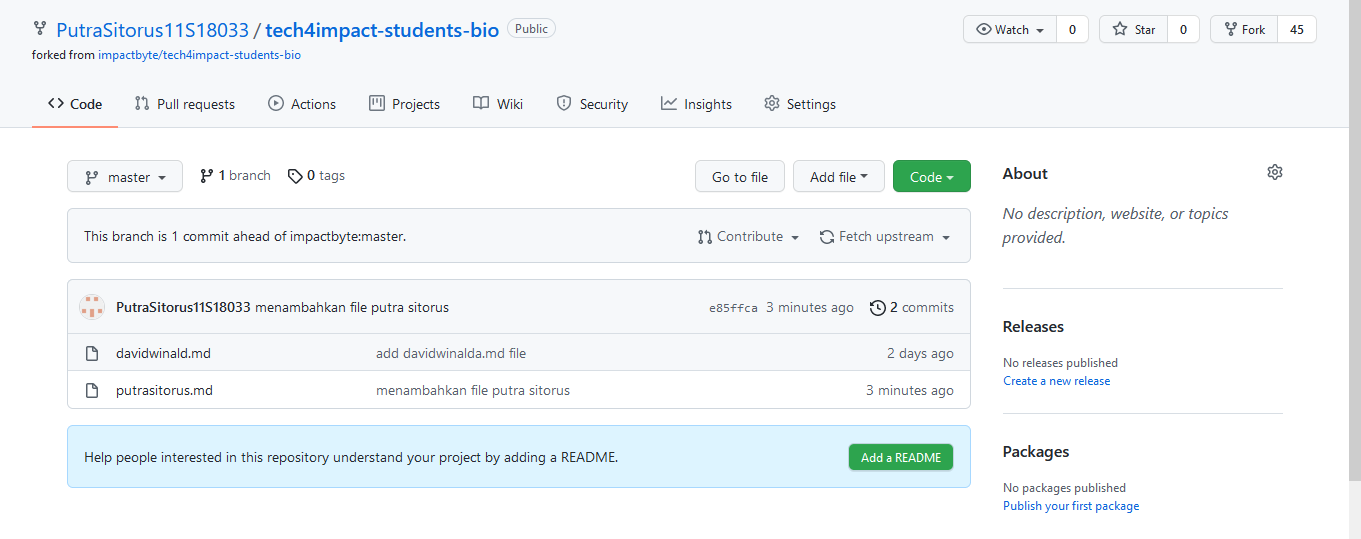 PutraSitorus11S18033 / tech4impact-students-bio Public Watch 0 Star 0 Fork 45
forked from impactbyte/tech4impact-students-bio
Code Pull requests Actions Projects Wiki Security Insights Settings
master 1 branch 0 tags Go to file Add file Code
This branch is 1 commit ahead of impactbyte:master. Contribute Fetch upstream
PutraSitorus11S18033 menambahkan file putra sitorus e85ffca 3 minutes ago 2 commits
davidwinald.md add davidwinalda.md file 2 days ago
putrasitorus.md menambahkan file putra sitorus 3 minutes ago
Help people interested in this repository understand your project by adding a README. Add a README
About
No description, website, or topics
provided.
Releases
No releases published
Create a new release
Packages
No packages published
Publish your first package